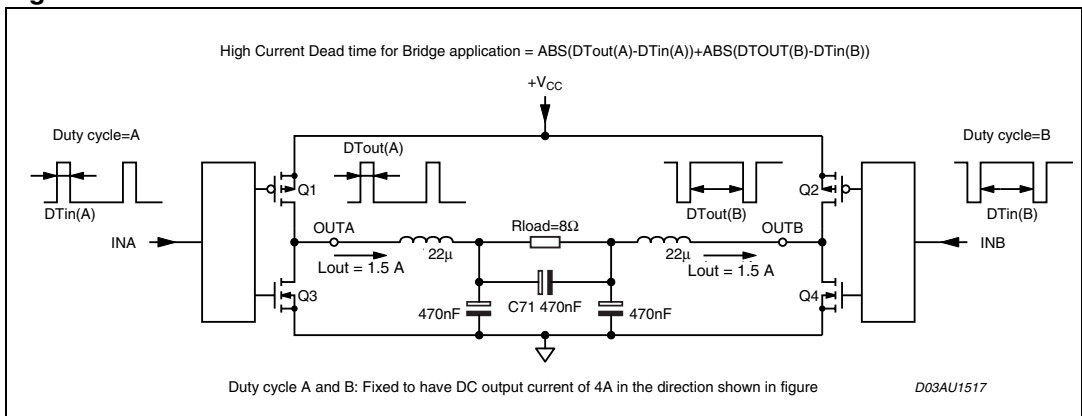 High Current Dead time for Bridge application = ABS(DTout(A)-DTin(A))+ABS(DTOUT(B)-DTin(B))
+VCC
Duty cycle=A
Duty cycle=B
DTout(A)
Q1
Q2
DTin(A)
DTout(B)
DTin(B)
INA
OUTA
Rload=8Ω
OUTB
INB
22µ
22µ
Lout = 1.5 A
Lout = 1.5 A
Q3
Q4
470nF
C71 470nF
470nF
Duty cycle A and B: Fixed to have DC output current of 4A in the direction shown in figure
D03AU1517